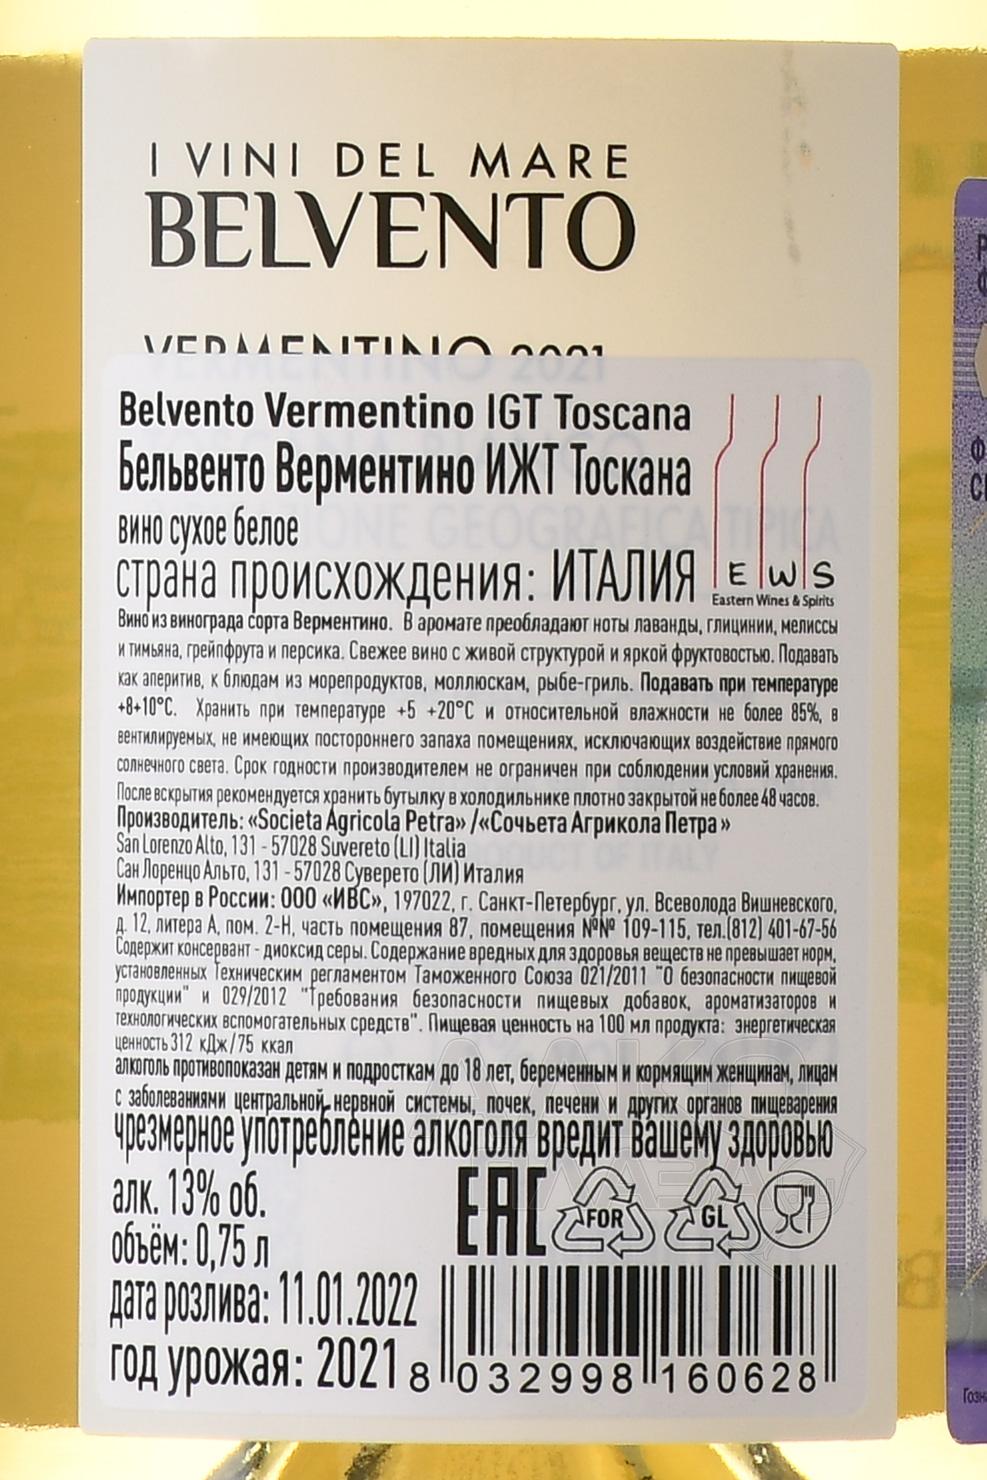 I VINI DEL MARE
BELVENTO
VERMENTINO 2021
Belvento Vermentino IGT Toscana
Бельвенто Верментино ИЖТ Тоскана
вино сухое белое
страна происхождения: ИТАЛИЯ
EWS
Eastern Wines & Spirits
Вино из винограда сорта Верментино. В аромате преобладают ноты лаванды, глицинии, мелиссы
и тимьяна, грейпфрута и персика. Свежее вино с живой структурой и яркой фруктовостью. Подавать
как аперитив, к блюдам из морепродуктов, моллюскам, рыбе-гриль. Подавать при температуре
+8+10°C. Хранить при температуре +5 +20°C и относительной влажности не более 85%, в
вентилируемых, не имеющих постороннего запаха помещениях, исключающих воздействие прямого
солнечного света. Срок годности производителем не ограничен при соблюдении условий хранения.
После вскрытия рекомендуется хранить бутылку в холодильнике плотно закрытой не более 48 часов.
Производитель: «Societa Agricola Petra» /«Сочьета Агрикола Петра »
San Lorenzo Alto, 131 - 57028 Suvereto (LI) Italia
Сан Лоренцо Альто, 131 - 57028 Суверето (ЛИ) Италия
Импортер в России: ООО «ИВС», 197022, г. Санкт-Петербург, ул. Всеволода Вишневского,
д. 12, литера А, пом. 2-Н, часть помещения 87, помещения №№ 109-115, тел.(812) 401-67-56
Содержит консервант - диоксид серы. Содержание вредных для здоровья веществ не превышает норм,
установленных Техническим регламентом Таможенного Союза 021/2011 "О безопасности пищевой
продукции" и 029/2012 "Требования безопасности пищевых добавок, ароматизаторов и
технологических вспомогательных средств". Пищевая ценность на 100 мл продукта: энергетическая
ценность 312 кДж/75 ккал
алкоголь противопоказан детям и подросткам до 18 лет, беременным и кормящим женщинам, лицам
с заболеваниями центральной нервной системы, почек, печени и других органов пищеварения
чрезмерное употребление алкоголя вредит вашему здоровью
алк. 13% об.
EAC FOR GL
объём: 0,75 л
дата розлива: 11.01.2022
год урожая: 2021
8 032998 160628